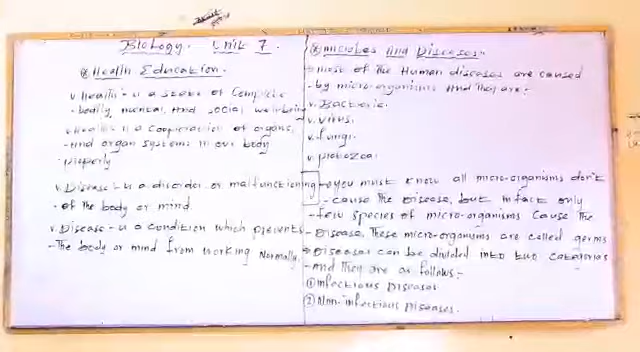 Biology. Unit 7.
Health Education.
v. Health:- is a state of Complete
- bodily, mental, and social well-being
v. Health:- is a cooperation of organs,
- and organ systems in our body
- properly
v. Disease:- is a disorder or malfunctioning
- of the body or mind.
v. Disease:- is a condition which prevents
- The body or mind from working Normally.
Microbes And Diseases:-
most of the Human diseases are caused
- by micro-organisms And They are:-
v. Bacteria.
v. Virus.
v. fungi.
v. protozoa.
you must know all micro-organisms don't
- cause the Disease, but infact only
- few species of micro-organisms cause the
- Disease, These micro-organisms are called germs
Diseases can be divided into two categories
- and they are as follows:-
① Infectious Diseases
② Non-infectious Diseases.